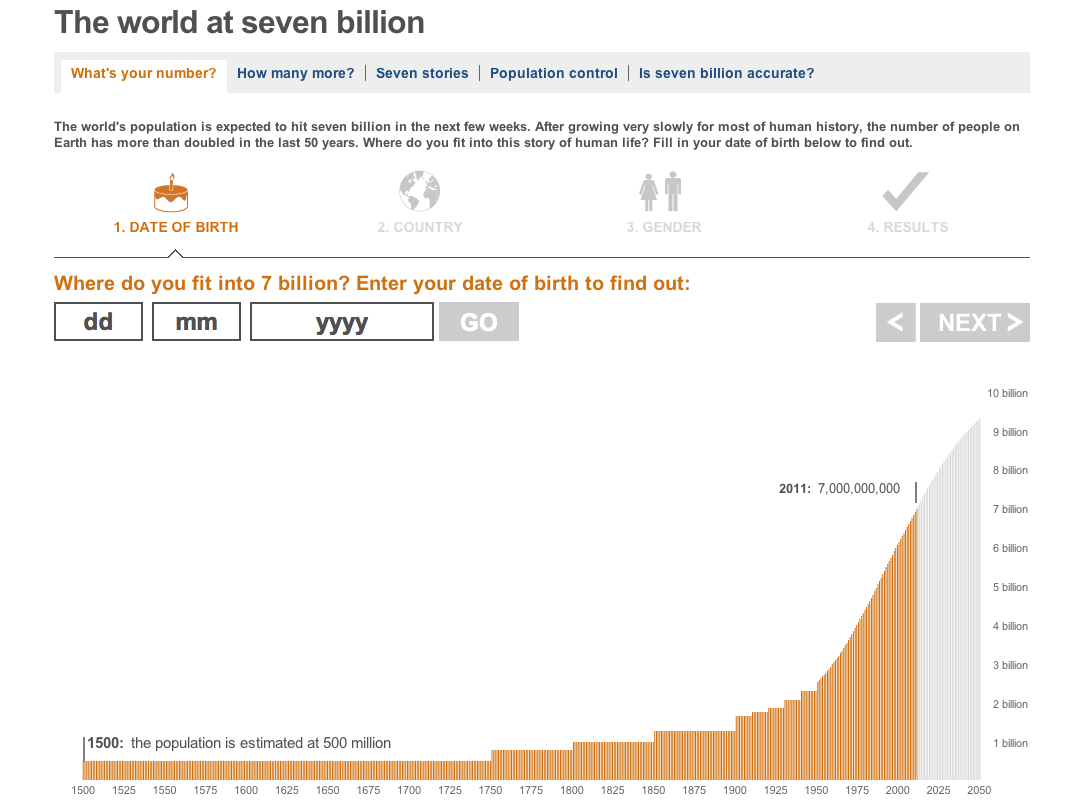 The world at seven billion
What's your number? How many more? Seven stories Population control Is seven billion accurate?
The world's population is expected to hit seven billion in the next few weeks. After growing very slowly for most of human history, the number of people on
Earth has more than doubled in the last 50 years. Where do you fit into this story of human life? Fill in your date of birth below to find out.
1. DATE OF BIRTH 2. COUNTRY 3. GENDER 4. RESULTS
Where do you fit into 7 billion? Enter your date of birth to find out:
dd mm yyyy GO < NEXT >
10 billion
9 billion
8 billion
2011: 7,000,000,000
7 billion
6 billion
5 billion
4 billion
3 billion
2 billion
1500: the population is estimated at 500 million
1 billion
1500 1525 1550 1575 1600 1625 1650 1675 1700 1725 1750 1775 1800 1825 1850 1875 1900 1925 1950 1975 2000 2025 2050